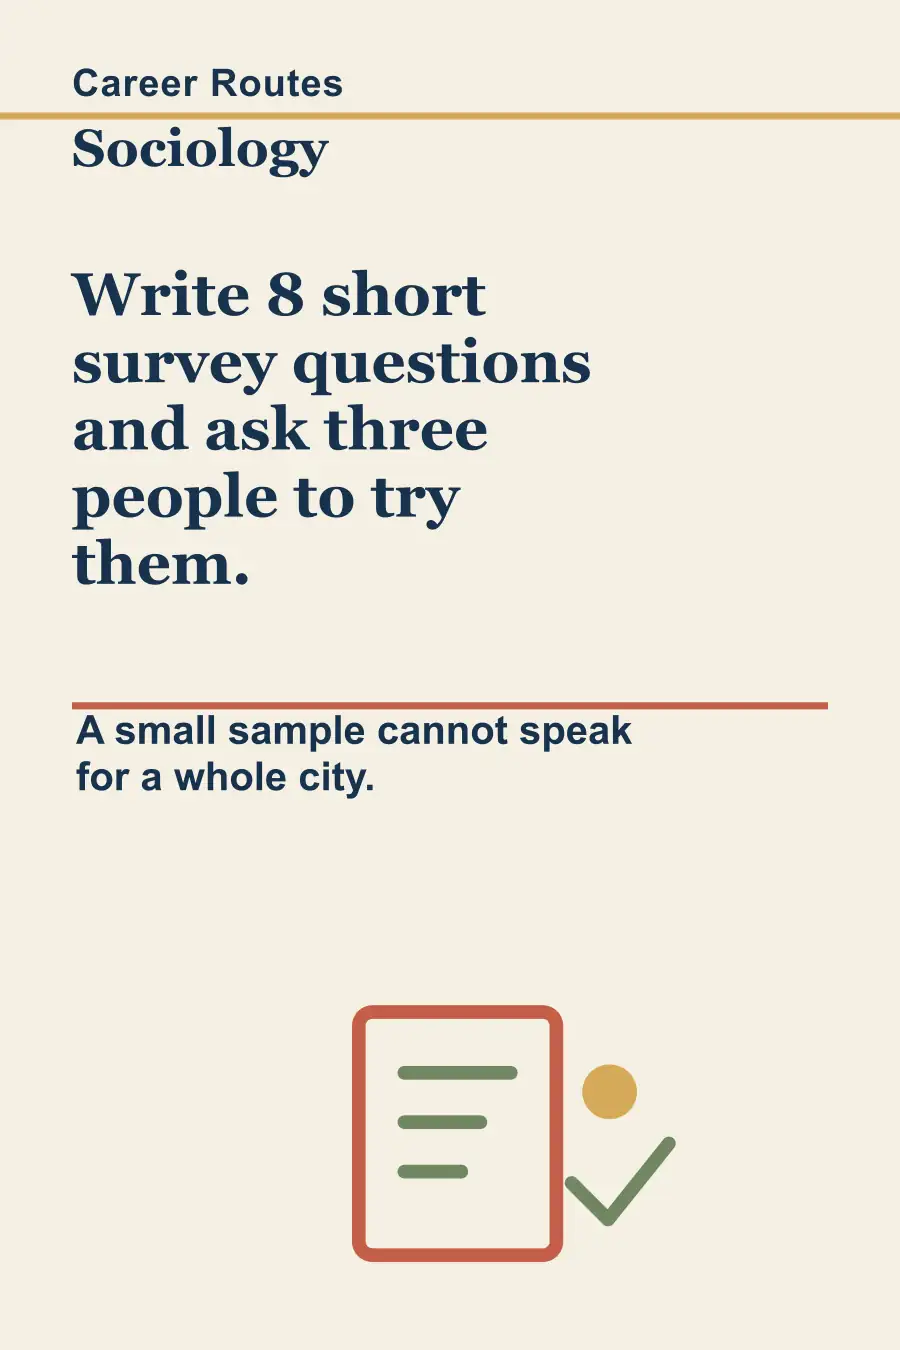 Career Routes
Sociology
Write 8 short
survey questions
and ask three
people to try
them.
A small sample cannot speak
for a whole city.